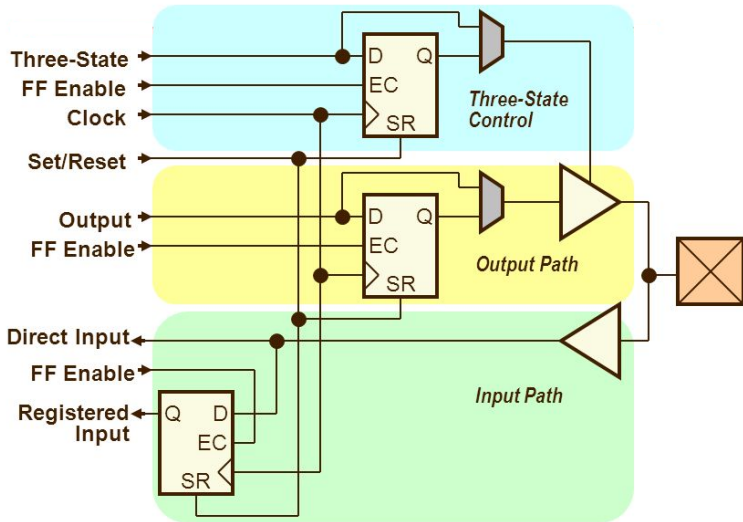 Three-State
D
Q
FF Enable
EC
Clock
SR
Three-State
Control
Set/Reset
Output
D
Q
FF Enable
EC
SR
Output Path
Direct Input
FF Enable
Registered
Input
Q
D
EC
SR
Input Path